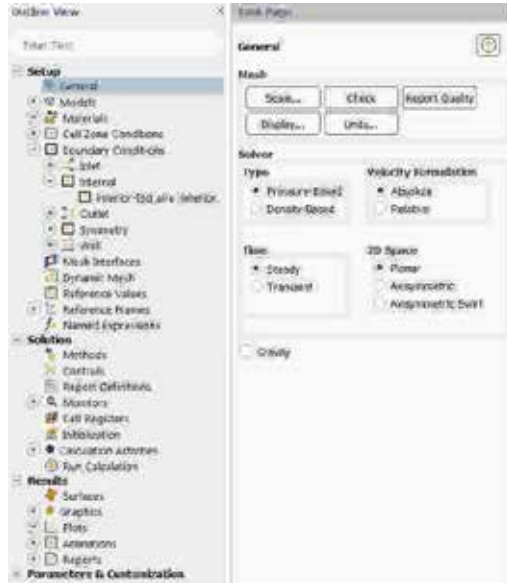 Outline View
Filter Text
Setup
General
Models
Materials
Cell Zone Conditions
Boundary Conditions
Inlet
Internal
Outlet
Symmetry
Wall
Mesh Interfaces
Dynamic Mesh
Reference Values
Reference Frames
Named Expressions
Solution
Methods
Controls
Report Definitions
Monitors
Cell Registers
Initialization
Calculation Activities
Run Calculation
Results
Surfaces
Graphics
Plots
Animations
Reports
Parameters & Customization
Task Page
General
Mesh
Scale... Check Report Quality
Display... Units...
Solver
Type Velocity Formulation
Pressure-Based Absolute
Density-Based Relative
Time 2D Space
Steady Planar
Transient Axisymmetric
Axisymmetric Swirl
Gravity